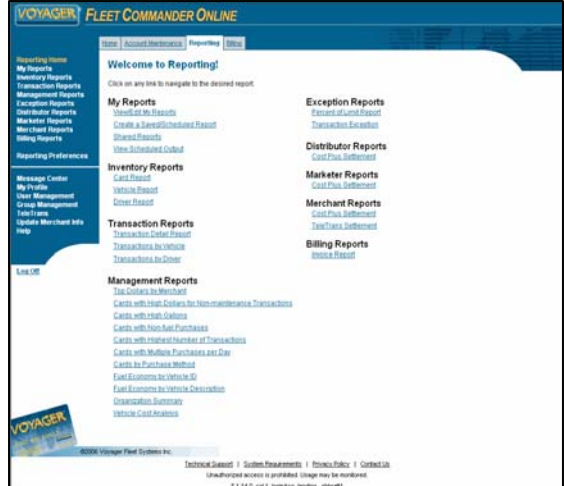 VOYAGER FLEET COMMANDER ONLINE
Home Account Maintenance Reporting Billing
Reporting Home
My Reports
Inventory Reports
Transaction Reports
Management Reports
Exception Reports
Distributor Reports
Marketer Reports
Merchant Reports
Billing Reports
Reporting Preferences
Message Center
My Profile
User Management
Group Management
TeleTrans
Update Merchant Info
Help
Log Off
Welcome to Reporting!
Click on any link to navigate to the desired report.
My Reports
View/Edit My Reports
Create a Saved/Scheduled Report
Shared Reports
View Scheduled Output
Inventory Reports
Card Report
Vehicle Report
Driver Report
Transaction Reports
Transaction Detail Report
Transactions by Vehicle
Transactions by Driver
Management Reports
Top Dollars by Merchant
Cards with High Dollars for Non-maintenance Transactions
Cards with High Gallons
Cards with Non-fuel Purchases
Cards with Highest Number of Transactions
Cards with Multiple Purchases per Day
Cards by Purchase Method
Fuel Economy by Vehicle ID
Fuel Economy by Vehicle Description
Organization Summary
Vehicle Cost Analysis
Exception Reports
Percent of Limit Report
Transaction Exception
Distributor Reports
Cost Plus Settlement
Marketer Reports
Cost Plus Settlement
Merchant Reports
Cost Plus Settlement
TeleTrans Settlement
Billing Reports
Invoice Report
VOYAGER
©2006 Voyager Fleet Systems Inc.
Technical Support | System Requirements | Privacy Policy | Contact Us
Unauthorized access is prohibited. Usage may be monitored.